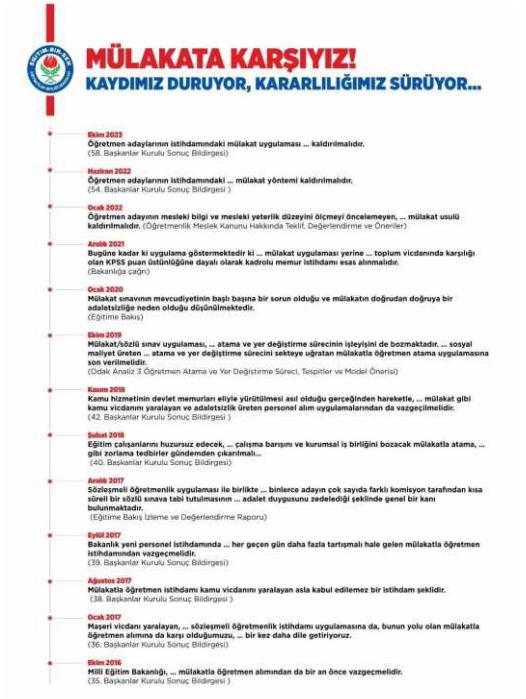 EĞİTİM-BİR-SEN
MÜLAKATA KARŞIYIZ!
KAYDIMIZ DURUYOR, KARARLILIĞIMIZ SÜRÜYOR...
Ekim 2023
Öğretmen adaylarının istihdamındaki mülakat uygulaması ... kaldırılmalıdır.
(58. Başkanlar Kurulu Sonuç Bildirgesi)
Haziran 2022
Öğretmen adaylarının istihdamındaki ... mülakat yöntemi kaldırılmalıdır.
(54. Başkanlar Kurulu Sonuç Bildirgesi )
Ocak 2022
Öğretmen adayının mesleki bilgi ve mesleki yeterlik düzeyini ölçmeyi öncelemeyen, ... mülakat usulü
kaldırılmalıdır. (Öğretmenlik Meslek Kanunu Hakkında Teklif, Değerlendirme ve Öneriler)
Aralık 2021
Bugüne kadar ki uygulama göstermektedir ki ... mülakat uygulaması yerine ... toplum vicdanında karşılığı
olan KPSS puan üstünlüğüne dayalı olarak kadrolu memur istihdamı esas alınmalıdır.
(Bakanlığa çağrı)
Ocak 2020
Mülakat sınavının mevcudiyetinin başlı başına bir sorun olduğu ve mülakatın doğrudan doğruya bir
adaletsizliğe neden olduğu düşünülmektedir.
(Eğitime Bakış)
Ekim 2019
Mülakat/sözlü sınav uygulaması, ... atama ve yer değiştirme sürecinin işleyişini de bozmaktadır. ... sosyal
maliyet üreten ... atama ve yer değiştirme sürecini sekteye uğratan mülakatla öğretmen atama uygulamasına
son verilmelidir.
(Odak Analiz 3 Öğretmen Atama ve Yer Değiştirme Süreci, Tespitler ve Model Önerisi)
Kasım 2018
Kamu hizmetinin devlet memurları eliyle yürütülmesi asıl olduğu gerçeğinden hareketle, ... mülakat gibi
kamu vicdanını yaralayan ve adaletsizlik üreten personel alım uygulamalarından da vazgeçilmelidir.
(42. Başkanlar Kurulu Sonuç Bildirgesi )
Şubat 2018
Eğitim çalışanlarını huzursuz edecek, ... çalışma barışını ve kurumsal iş birliğini bozacak mülakatla atama, ...
gibi zorlama tedbirler gündemden çıkarılmalı...
(40. Başkanlar Kurulu Sonuç Bildirgesi)
Aralık 2017
Sözleşmeli öğretmenlik uygulaması ile birlikte ... binlerce adayın çok sayıda farklı komisyon tarafından kısa
süreli bir sözlü sınava tabi tutulmasının ... adalet duygusunu zedelediği şeklinde genel bir kanı
bulunmaktadır.
(Eğitime Bakış İzleme ve Değerlendirme Raporu)
Eylül 2017
Bakanlık yeni personel istihdamında ... her geçen gün daha fazla tartışmalı hale gelen mülakatla öğretmen
istihdamından vazgeçmelidir.
(39. Başkanlar Kurulu Sonuç Bildirgesi)
Ağustos 2017
Mülakatla öğretmen istihdamı kamu vicdanını yaralayan asla kabul edilemez bir istihdam şeklidir.
(38. Başkanlar Kurulu Sonuç Bildirgesi )
Ocak 2017
Maşeri vicdanı yaralayan, ... sözleşmeli öğretmenlik istihdamı uygulamasına da, bunun yolu olan mülakatla
öğretmen alımına da karşı olduğumuzu, ... bir kez daha dile getiriyoruz.
(36. Başkanlar Kurulu Sonuç Bildirgesi)
Ekim 2016
Milli Eğitim Bakanlığı, ... mülakatla öğretmen alımından da bir an önce vazgeçmelidir.
(35. Başkanlar Kurulu Sonuç Bildirgesi )